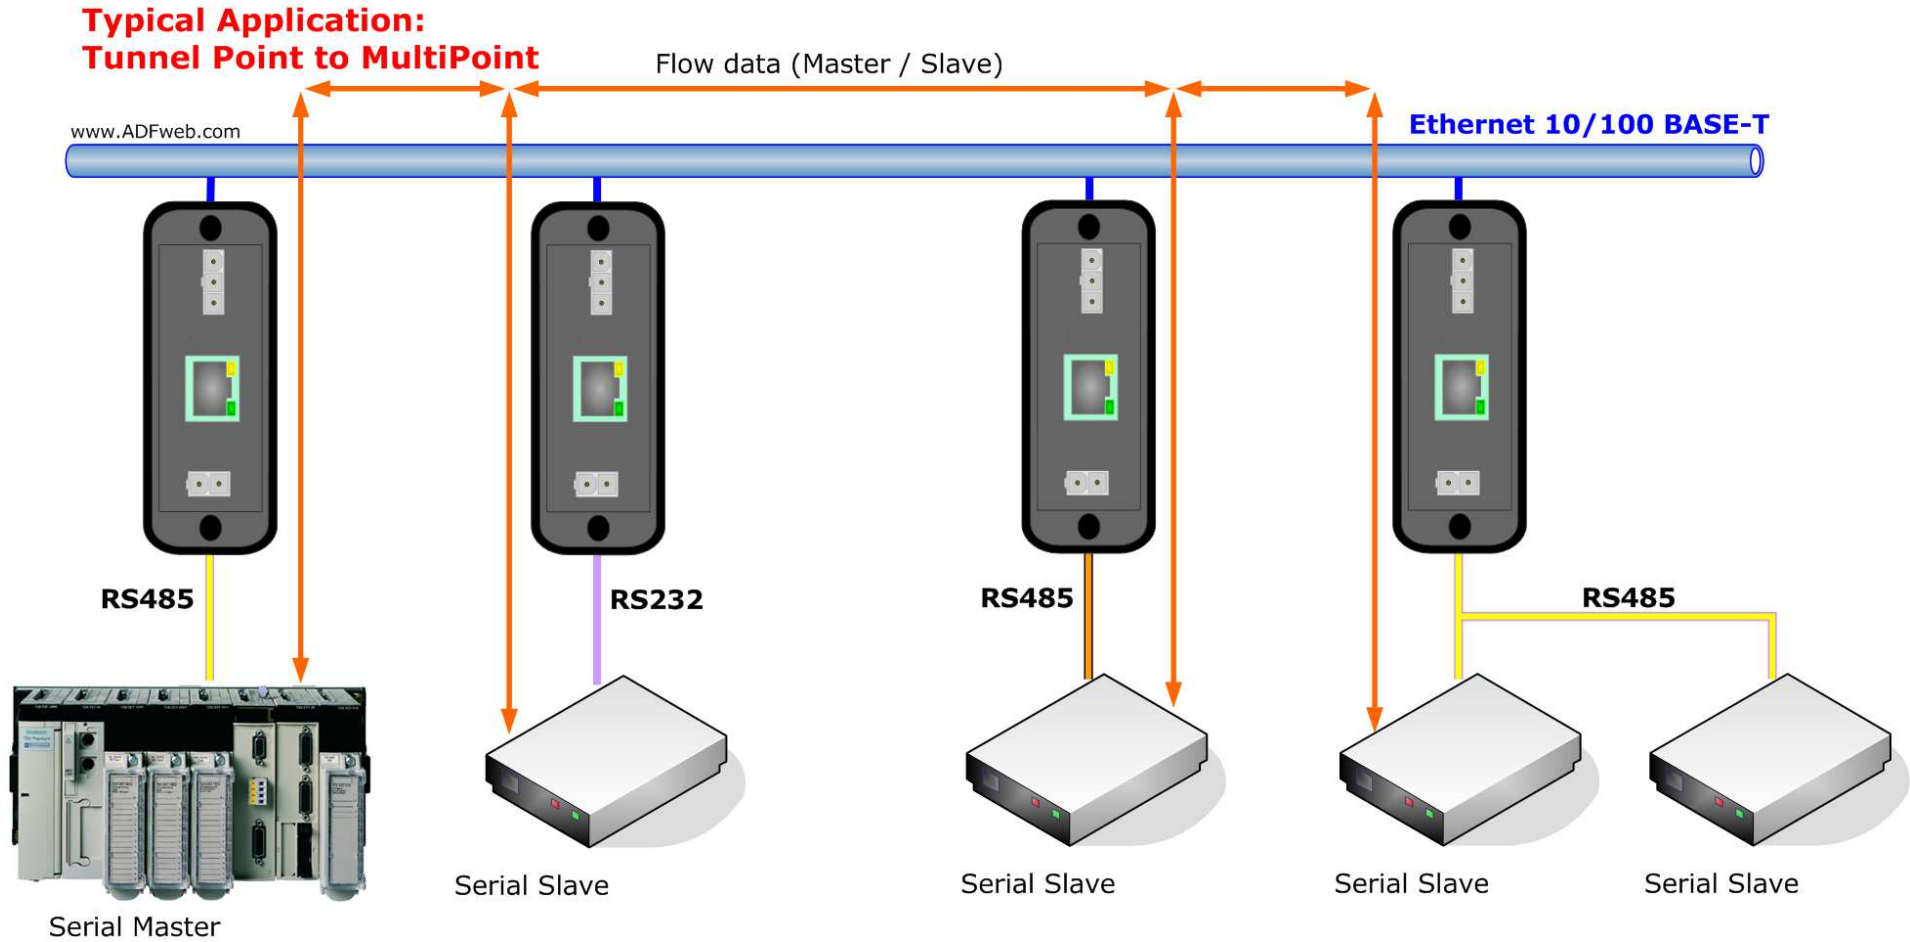 Typical Application:
Tunnel Point to MultiPoint
Flow data (Master / Slave)
www.ADFweb.com
Ethernet 10/100 BASE-T
RS485
RS232
RS485
RS485
Serial Slave
Serial Slave
Serial Slave
Serial Slave
Serial Master